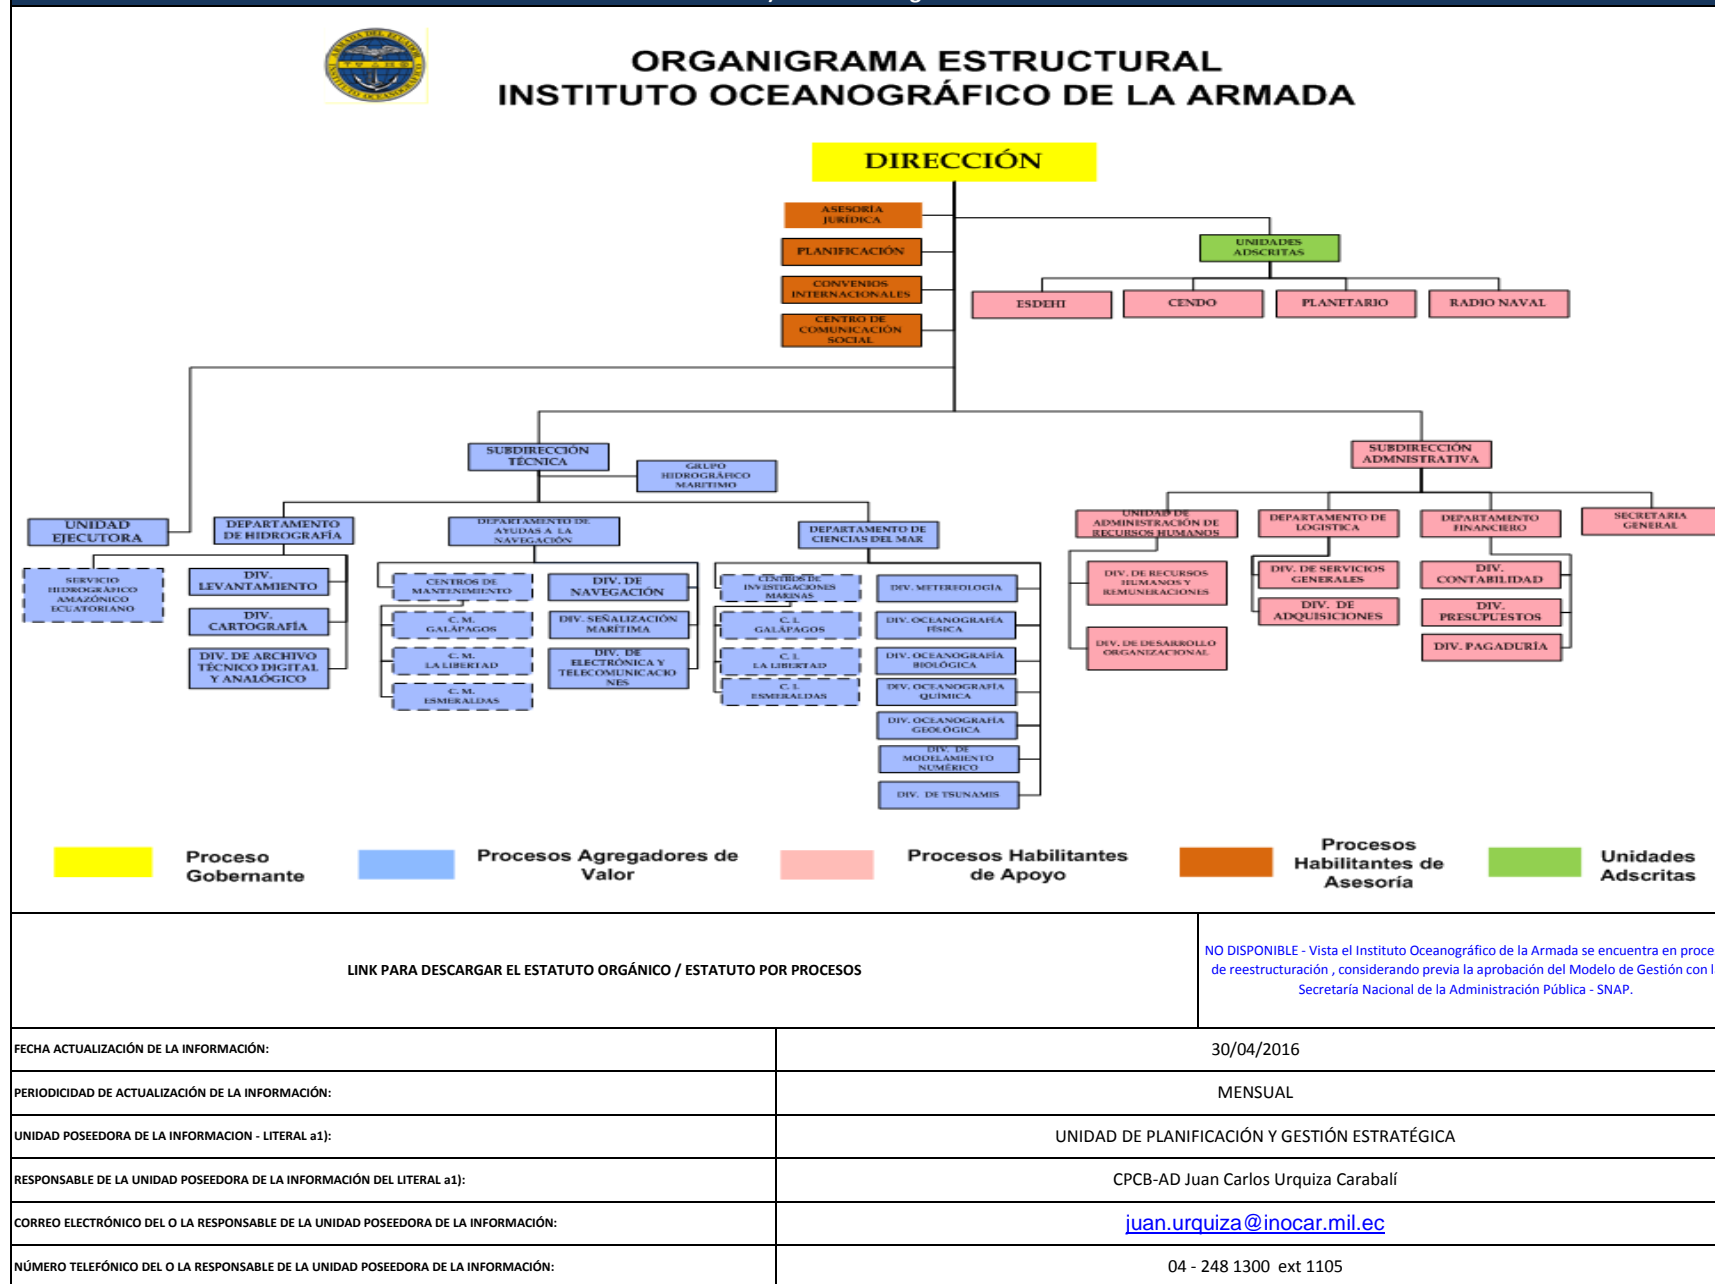 ORGANIGRAMA ESTRUCTURAL
INSTITUTO OCEANOGRÁFICO DE LA ARMADA
ARMADA DEL ECUADOR
INSTITUTO OCEANOGRÁFICO
DIRECCIÓN
ASESORÍA
JURÍDICA
PLANIFICACIÓN
CONVENIOS
INTERNACIONALES
CENTRO DE
COMUNICACIÓN
SOCIAL
UNIDADES
ADSCRITAS
ESDEHI
CENDO
PLANETARIO
RADIO NAVAL
SUBDIRECCIÓN
TÉCNICA
GRUPO
HIDROGRÁFICO
MARITIMO
SUBDIRECCIÓN
ADMNISTRATIVA
UNIDAD
EJECUTORA
SERVICIO
HIDROGRÁFICO
AMAZÓNICO
ECUATORIANO
DEPARTAMENTO
DE HIDROGRAFÍA
DIV.
LEVANTAMIENTO
DIV.
CARTOGRAFÍA
DIV. DE ARCHIVO
TÉCNICO DIGITAL
Y ANALÓGICO
DEPARTAMENTO DE
AYUDAS A LA
NAVEGACIÓN
CENTROS DE
MANTENIMIENTO
C. M.
GALÁPAGOS
C. M.
LA LIBERTAD
C. M.
ESMERALDAS
DIV. DE
NAVEGACIÓN
DIV. SEÑALIZACIÓN
MARÍTIMA
DIV. DE
ELECTRÓNICA Y
TELECOMUNICACIO
NES
DEPARTAMENTO DE
CIENCIAS DEL MAR
CENTROS DE
INVESTIGACIONES
MARINAS
C. I.
GALÁPAGOS
C. I.
LA LIBERTAD
C. I.
ESMERALDAS
DIV. METEREOLOGÍA
DIV. OCEANOGRAFÍA
FÍSICA
DIV. OCEANOGRAFÍA
BIOLÓGICA
DIV. OCEANOGRAFÍA
QUÍMICA
DIV. OCEANOGRAFÍA
GEOLÓGICA
DIV. DE
MODELAMIENTO
NUMÉRICO
DIV. DE TSUNAMIS
UNIDAD DE
ADMINISTRACIÓN DE
RECURSOS HUMANOS
DIV. DE RECURSOS
HUMANOS Y
REMUNERACIONES
DIV. DE DESARROLLO
ORGANIZACIONAL
DEPARTAMENTO DE
LOGISTICA
DIV. DE SERVICIOS
GENERALES
DIV. DE
ADQUISICIONES
DEPARTAMENTO
FINANCIERO
DIV.
CONTABILIDAD
DIV.
PRESUPUESTOS
DIV. PAGADURÍA
SECRETARIA
GENERAL
Proceso
Gobernante
Procesos Agregadores de
Valor
Procesos Habilitantes
de Apoyo
Procesos
Habilitantes de
Asesoría
Unidades
Adscritas
LINK PARA DESCARGAR EL ESTATUTO ORGÁNICO / ESTATUTO POR PROCESOS
NO DISPONIBLE - Vista el Instituto Oceanográfico de la Armada se encuentra en proce
de reestructuración , considerando previa la aprobación del Modelo de Gestión con l
Secretaría Nacional de la Administración Pública - SNAP.
FECHA ACTUALIZACIÓN DE LA INFORMACIÓN:
30/04/2016
PERIODICIDAD DE ACTUALIZACIÓN DE LA INFORMACIÓN:
MENSUAL
UNIDAD POSEEDORA DE LA INFORMACION - LITERAL a1):
UNIDAD DE PLANIFICACIÓN Y GESTIÓN ESTRATÉGICA
RESPONSABLE DE LA UNIDAD POSEEDORA DE LA INFORMACIÓN DEL LITERAL a1):
CPCB-AD Juan Carlos Urquiza Carabalí
CORREO ELECTRÓNICO DEL O LA RESPONSABLE DE LA UNIDAD POSEEDORA DE LA INFORMACIÓN:
juan.urquiza@inocar.mil.ec
NÚMERO TELEFÓNICO DEL O LA RESPONSABLE DE LA UNIDAD POSEEDORA DE LA INFORMACIÓN:
04 - 248 1300 ext 1105